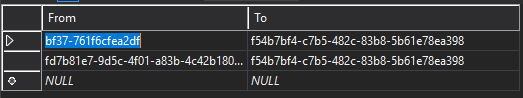 From To
bf37-761f6cfea2df f54b7bf4-c7b5-482c-83b8-5b61e78ea398
fd7b81e7-9d5c-4f01-a83b-4c42b180... f54b7bf4-c7b5-482c-83b8-5b61e78ea398
NULL NULL